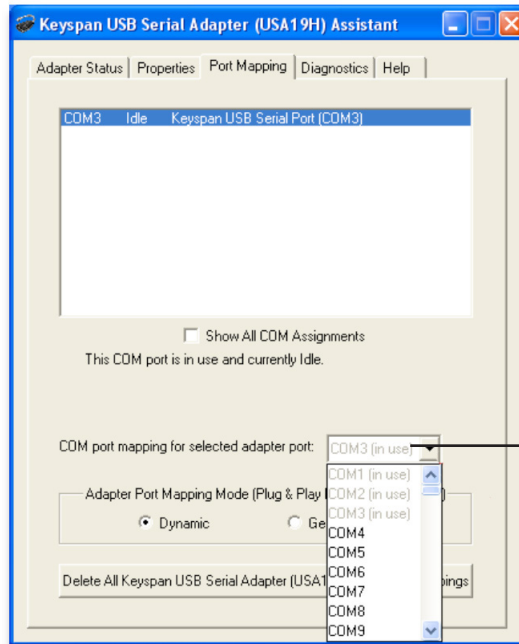 Keyspan USB Serial Adapter (USA19H) Assistant
Adapter Status Properties Port Mapping Diagnostics Help
COM3 Idle Keyspan USB Serial Port (COM3)
Show All COM Assignments
This COM port is in use and currently Idle.
COM port mapping for selected adapter port: COM3 (in use)
COM1 (in use)
COM2 (in use)
COM3 (in use)
COM4
COM5
COM6
COM7
COM8
COM9
Adapter Port Mapping Mode (Plug & Play
Dynamic Ge
Delete All Keyspan USB Serial Adapter (USA1 ings